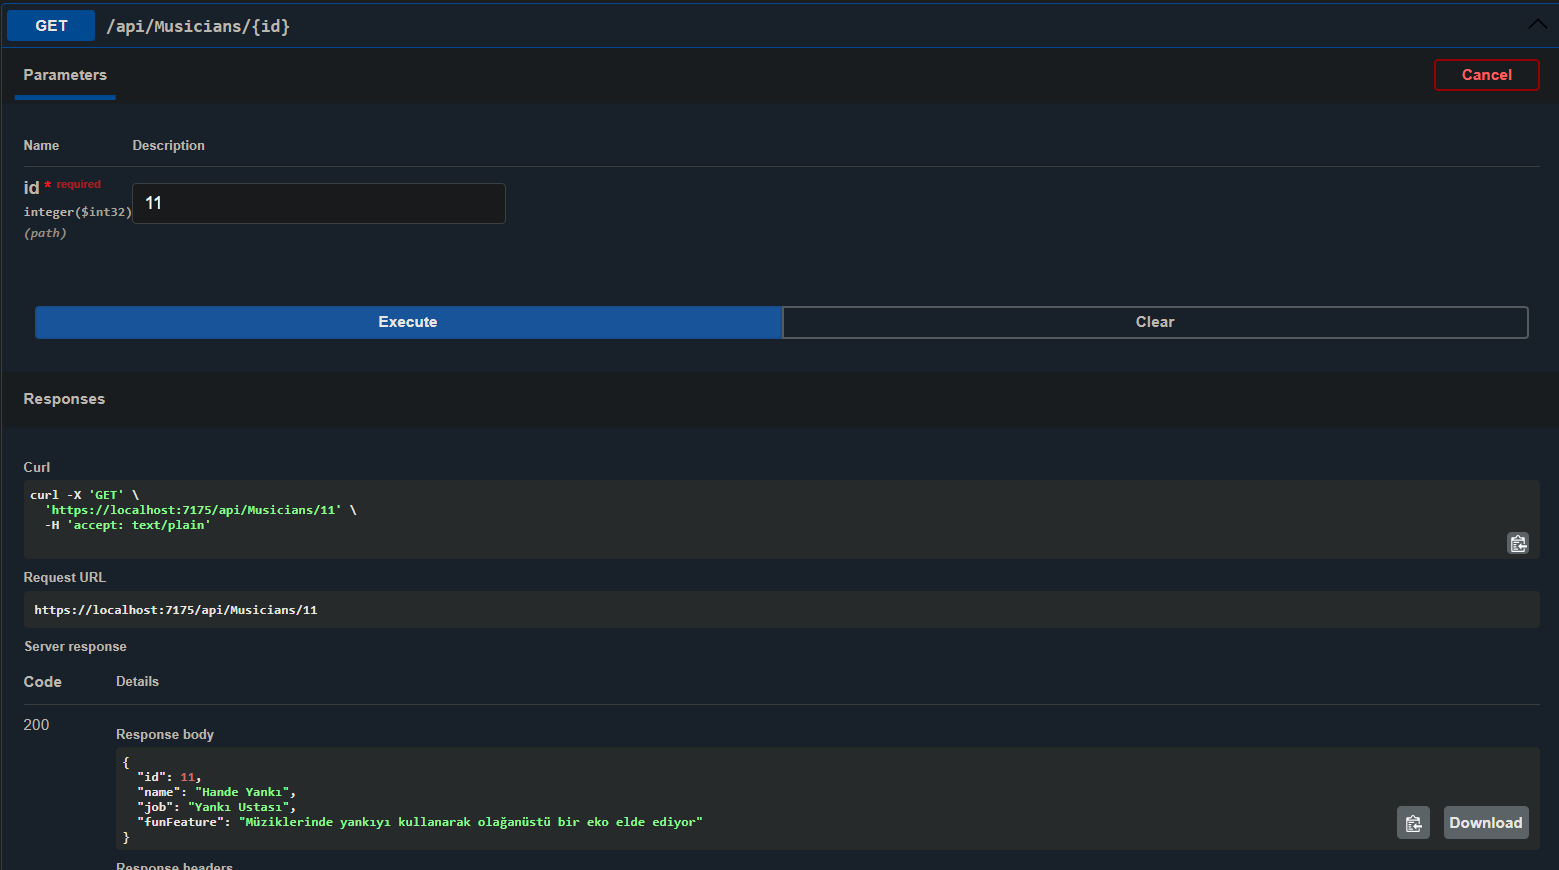 GET /api/Musicians/{id}
Parameters
Cancel
Name Description
id * required
integer($int32)
(path)
11
Execute Clear
Responses
Curl
curl -X 'GET' \
'https://localhost:7175/api/Musicians/11' \
-H 'accept: text/plain'
Request URL
https://localhost:7175/api/Musicians/11
Server response
Code Details
200
Response body
{
"id": 11,
"name": "Hande Yankı",
"job": "Yankı Ustası",
"funFeature": "Müziklerinde yankıyı kullanarak olağanüstü bir eko elde ediyor"
}
Download
Response headers